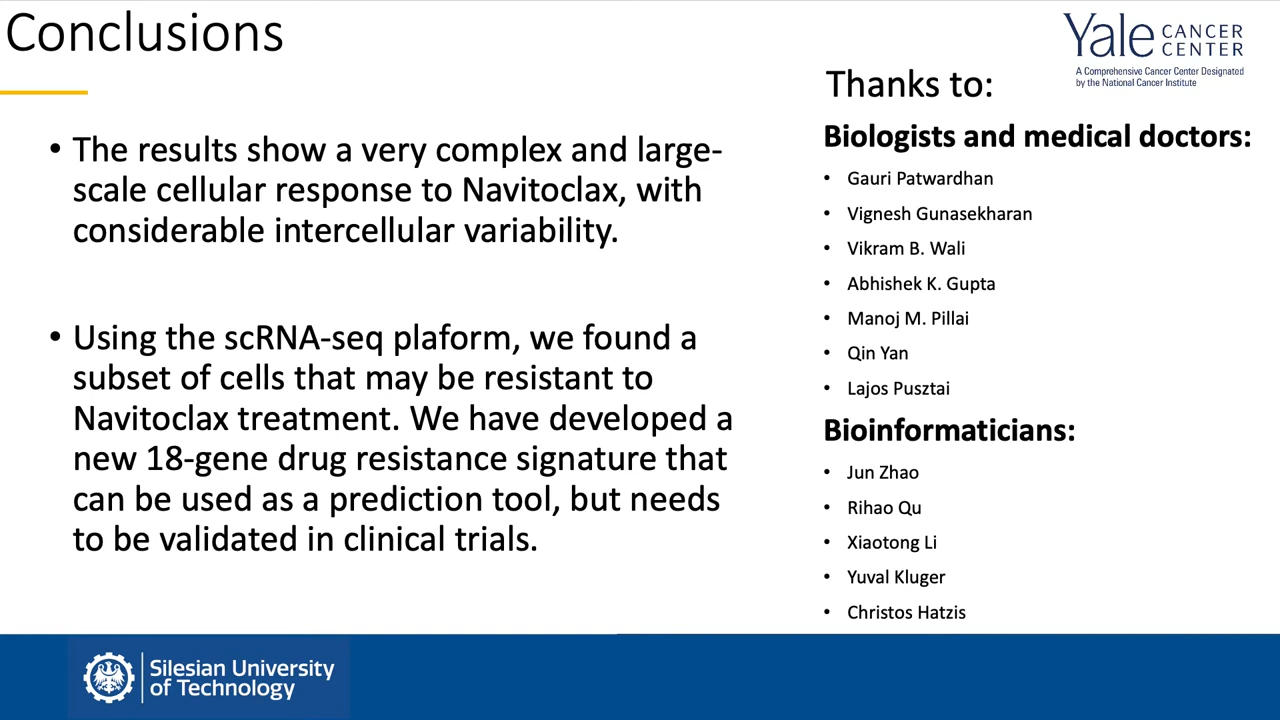 Conclusions
Yale CANCER CENTER
A Comprehensive Cancer Center Designated
by the National Cancer Institute
• The results show a very complex and large-
scale cellular response to Navitoclax, with
considerable intercellular variability.
• Using the scRNA-seq plaform, we found a
subset of cells that may be resistant to
Navitoclax treatment. We have developed a
new 18-gene drug resistance signature that
can be used as a prediction tool, but needs
to be validated in clinical trials.
Thanks to:
Biologists and medical doctors:
• Gauri Patwardhan
• Vignesh Gunasekharan
• Vikram B. Wali
• Abhishek K. Gupta
• Manoj M. Pillai
• Qin Yan
• Lajos Pusztai
Bioinformaticians:
• Jun Zhao
• Rihao Qu
• Xiaotong Li
• Yuval Kluger
• Christos Hatzis
Silesian University
of Technology